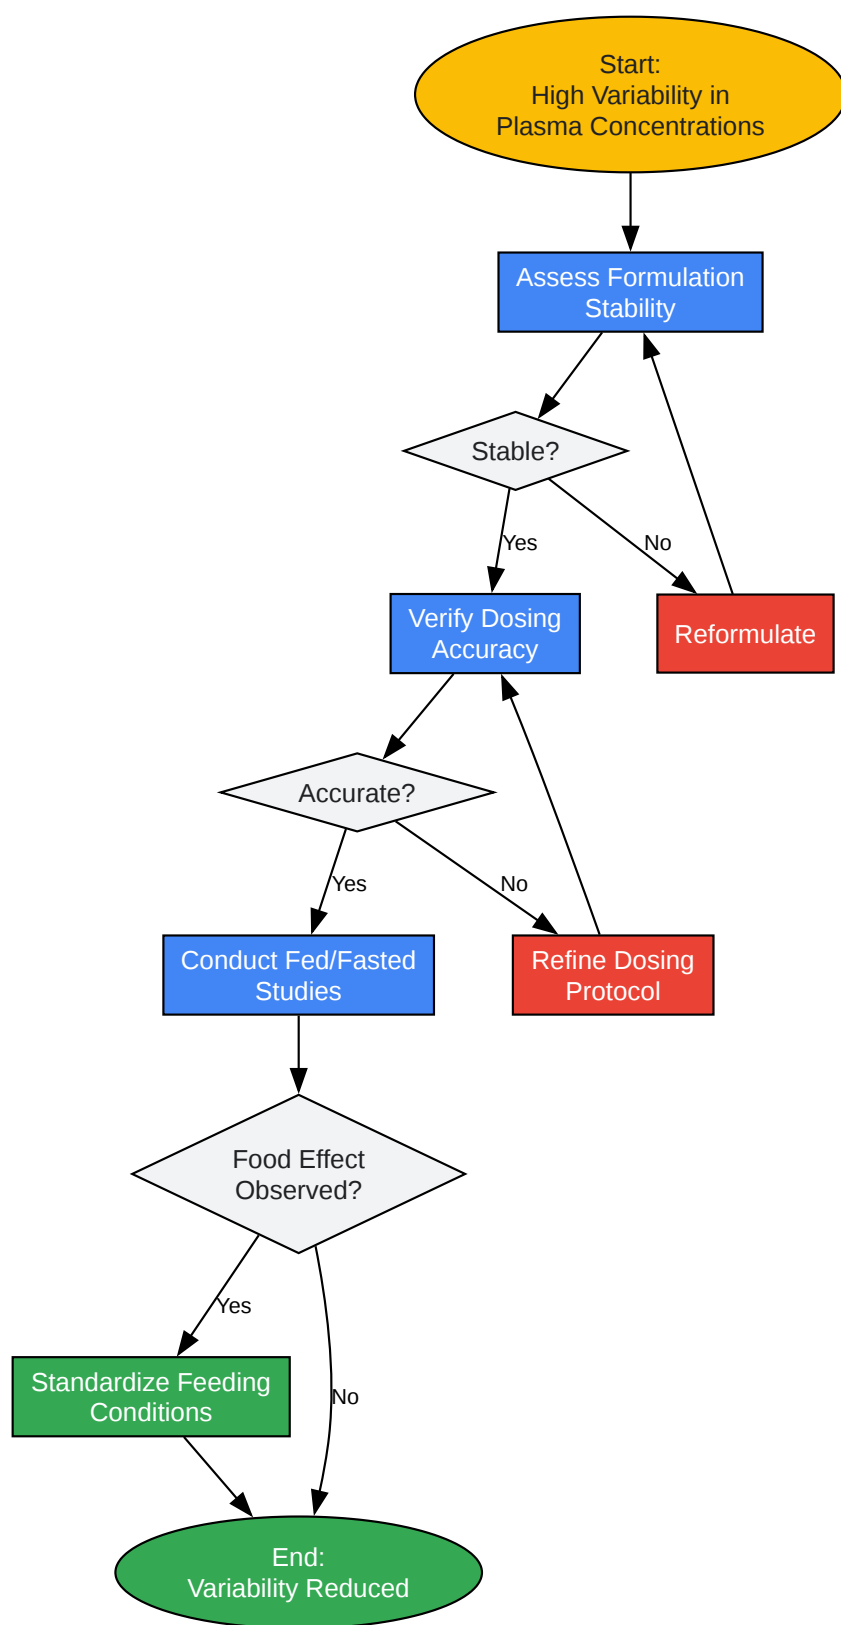 Start:
High Variability in
Plasma Concentrations
Assess Formulation
Stability
Stable?
Yes
No
Verify Dosing
Accuracy
Reformulate
Accurate?
Yes
No
Conduct Fed/Fasted
Studies
Refine Dosing
Protocol
Food Effect
Observed?
Yes
Standardize Feeding
Conditions
No
End:
Variability Reduced